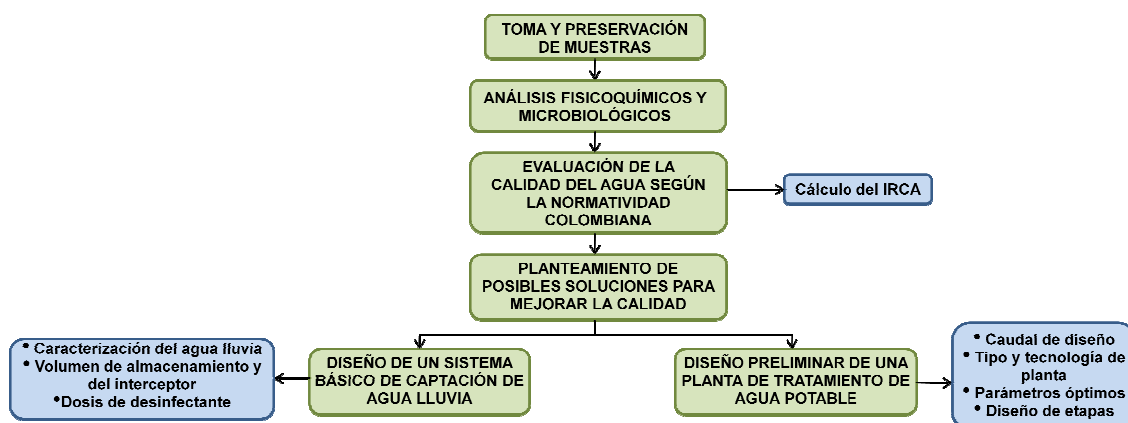 TOMA Y PRESERVACIÓN
DE MUESTRAS
ANÁLISIS FISICOQUÍMICOS Y
MICROBIOLÓGICOS
EVALUACIÓN DE LA
CALIDAD DEL AGUA SEGÚN
LA NORMATIVIDAD
COLOMBIANA
Cálculo del IRCA
PLANTEAMIENTO DE
POSIBLES SOLUCIONES PARA
MEJORAR LA CALIDAD
• Caracterización del agua lluvia
• Volumen de almacenamiento y
del interceptor
•Dosis de desinfectante
DISEÑO DE UN SISTEMA
BÁSICO DE CAPTACIÓN DE
AGUA LLUVIA
DISEÑO PRELIMINAR DE UNA
PLANTA DE TRATAMIENTO DE
AGUA POTABLE
• Caudal de diseño
• Tipo y tecnología de
planta
• Parámetros óptimos
• Diseño de etapas